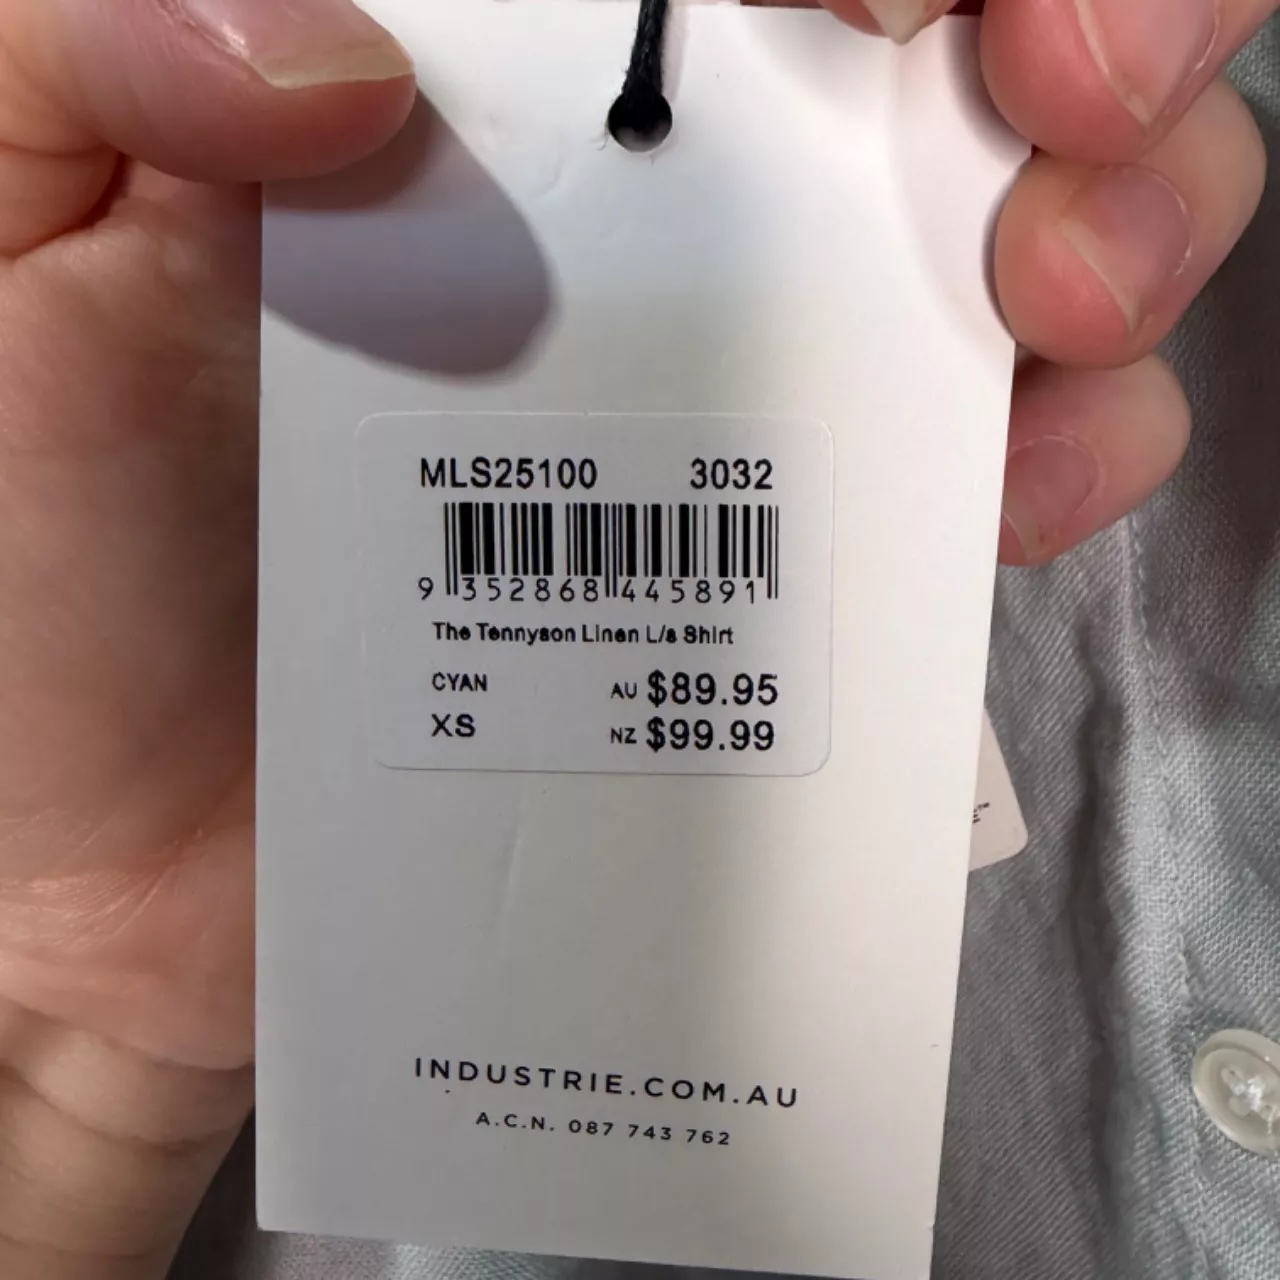 MLS25100 3032
9 352868 445891
The Tennyson Linen L/s Shirt
CYAN AU $89.95
XS NZ $99.99
INDUSTRIE.COM.AU
A.C.N. 087 743 762